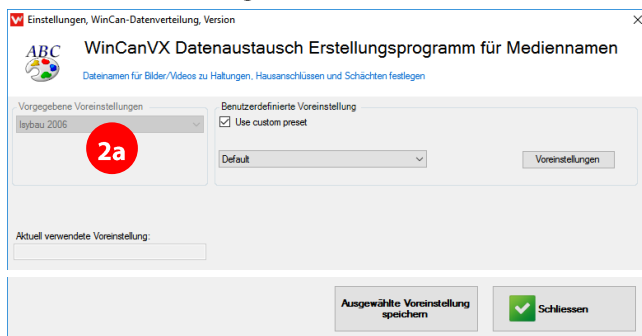 Einstellungen, WinCan-Datenverteilung, Version
ABC
WinCanVX Datenaustausch Erstellungsprogramm für Mediennamen
Dateinamen für Bilder/Videos zu Haltungen, Hausanschlüssen und Schächten festlegen
Vorgegebene Voreinstellungen
Isybau 2006
2a
Benutzerdefinierte Voreinstellung
Use custom preset
Default
Voreinstellungen
Aktuell verwendete Voreinstellung:
Ausgewählte Voreinstellung
speichern
Schliessen